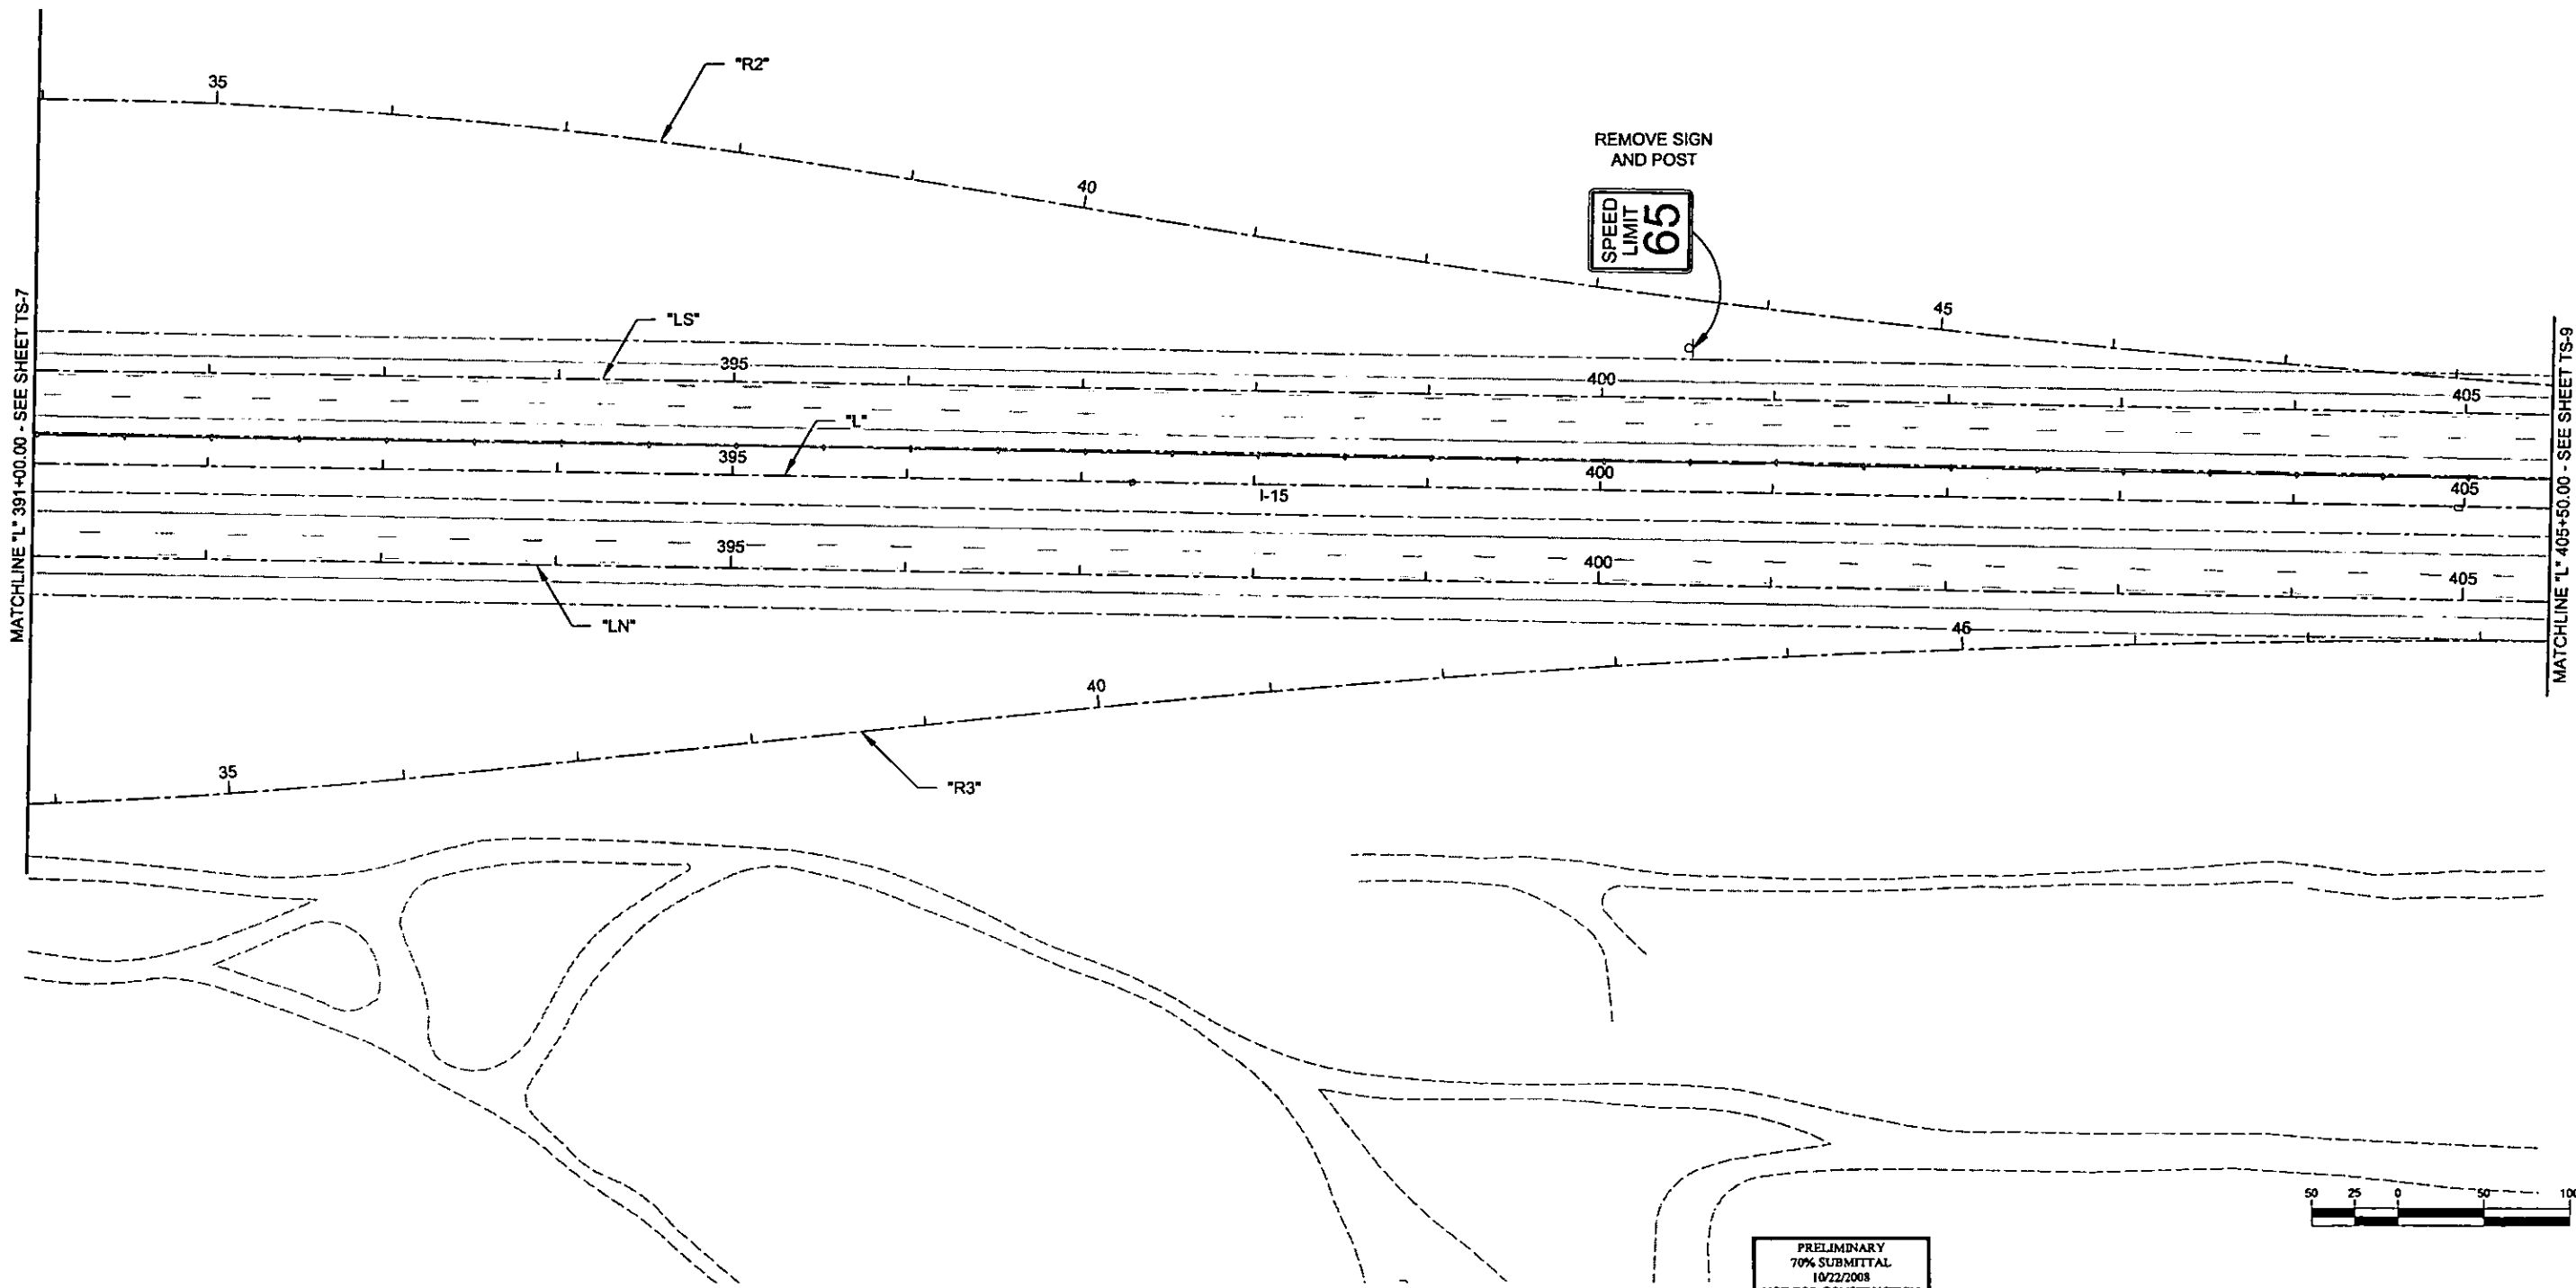 MATCHLINE "L" 391+00.00 - SEE SHEET TS-7
35
"R2"
40
REMOVE SIGN
AND POST
SPEED
LIMIT
65
45
"LS"
395
400
405
"L"
395
I-15
400
405
395
400
405
"LN"
45
40
35
"R3"
MATCHLINE "L" 405+50.00 - SEE SHEET TS-9
50 25 0 50 100
PRELIMINARY
70% SUBMITTAL
10/22/2008